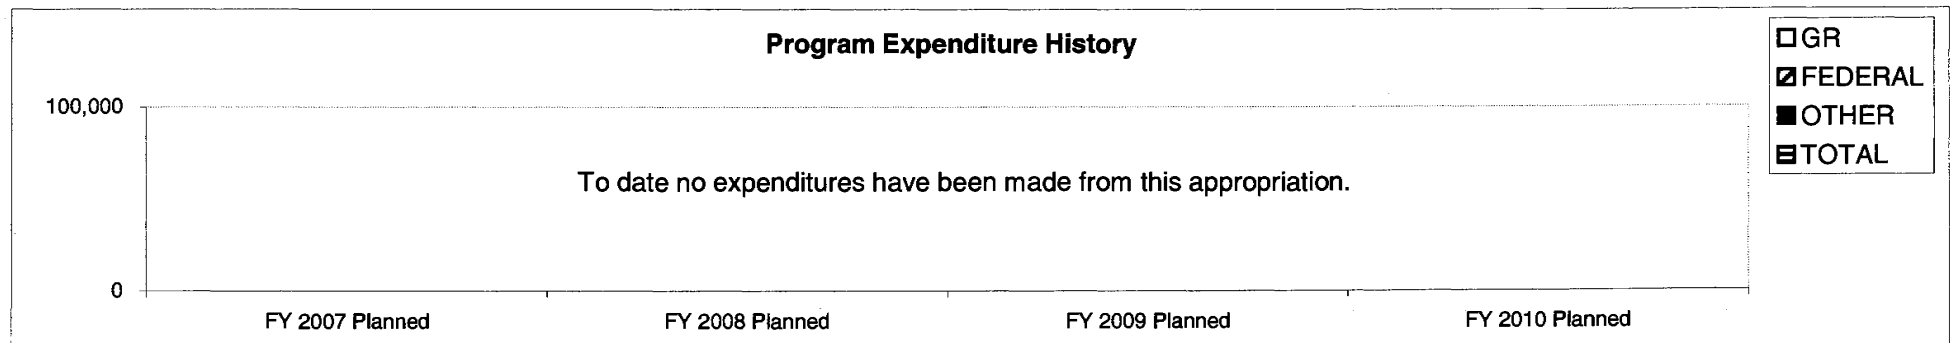 Program Expenditure History
GR
FEDERAL
OTHER
TOTAL
100,000
To date no expenditures have been made from this appropriation.
0
FY 2007 Planned
FY 2008 Planned
FY 2009 Planned
FY 2010 Planned